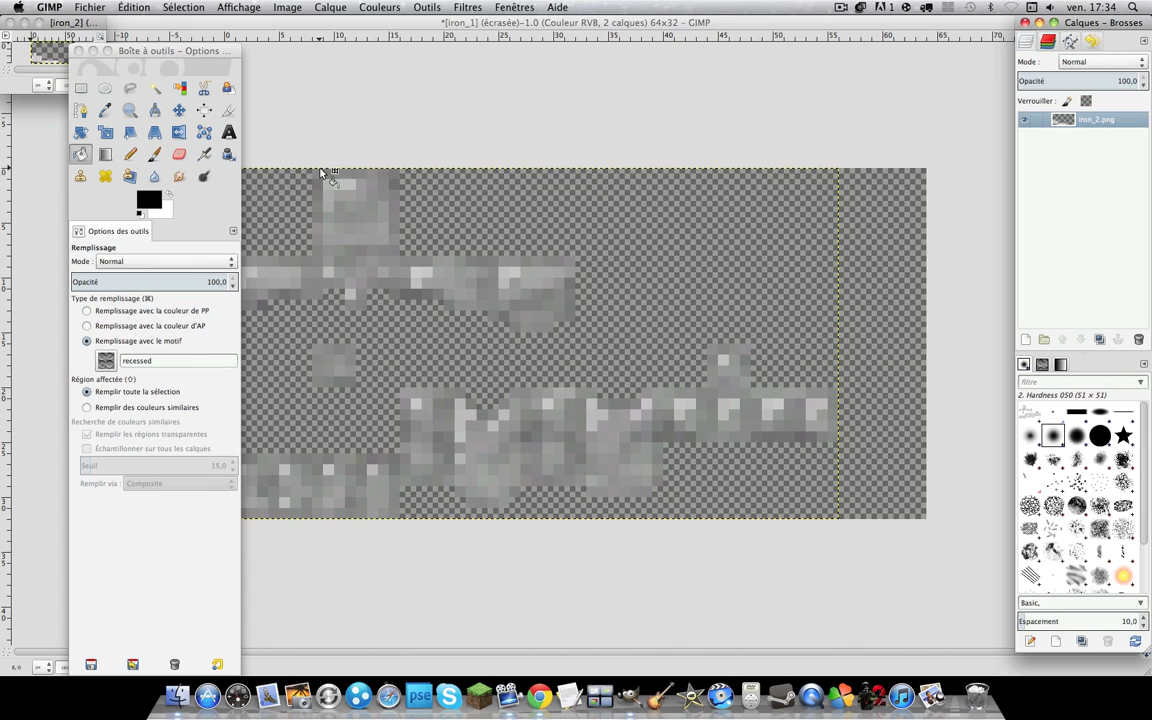 GIMP Fichier Édition Sélection Affichage Image Calque Couleurs Outils Filtres Fenêtres Aide 1 ven. 17:34
[iron_2] (... *[iron_1] (écrasée)-1.0 (Couleur RVB, 2 calques) 64x32 – GIMP Calques – Brosses
Boîte à outils – Options ...
Mode : Normal
Opacité 100,0
Verrouiller :
iron_2.png
Options des outils
Remplissage
Mode : Normal
Opacité 100,0
Type de remplissage (⌘)
Remplissage avec la couleur de PP
Remplissage avec la couleur d'AP
Remplissage avec le motif
recessed
Région affectée (⇧)
Remplir toute la sélection
Remplir des couleurs similaires
Recherche de couleurs similaires
Remplir les régions transparentes
Échantillonner sur tous les calques
Seuil 15,0
Remplir via : Composite
filtre
2. Hardness 050 (51 × 51)
Basic,
Espacement 10,0